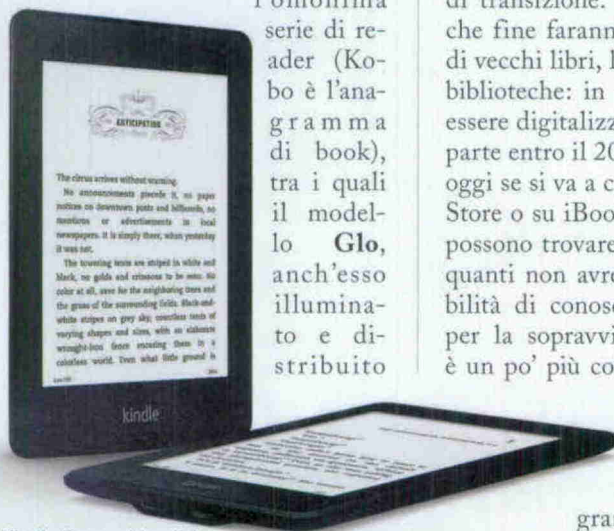 l'omonima
serie di re-
ader (Ko-
bo è l'ana-
gramma
di book),
tra i quali
il model-
lo Glo,
anch'esso
illumina-
to e di-
stribuito
di transizione.
che fine farann
di vecchi libri, l
biblioteche: in
essere digitalizz
parte entro il 20
oggi se si va a c
Store o su iBoo
possono trovare
quanti non avre
bilità di conos
per la sopravvi
è un po' più co
gra
ANTICIPATION
The circus arrives without warning.
No announcements precede it, no paper
notices on downtown posts and billboards, no
mentions or advertisements in local
newspapers. It is simply there, when yesterday
it was not.
The towering tents are striped in white and
black, no golds and crimsons to be seen. No
color at all, save for the neighboring trees and
the grass of the surrounding fields. Black-and-
white stripes on grey sky; countless tents of
varying shapes and sizes, with an elaborate
wrought-iron fence encasing them in a
colorless world. Even what little ground is
kindle